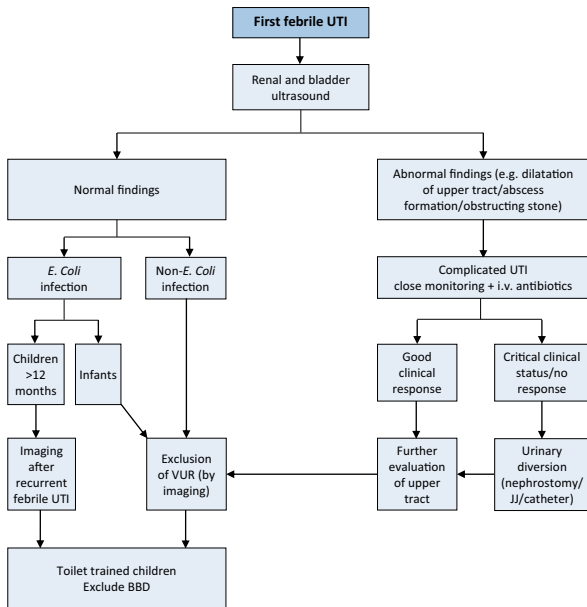 First febrile UTI
Renal and bladder
ultrasound
Normal findings
Abnormal findings (e.g. dilatation
of upper tract/abscess
formation/obstructing stone)
E. Coli
infection
Non-E. Coli
infection
Complicated UTI
close monitoring + i.v. antibiotics
Children
>12
months
Infants
Good
clinical
response
Critical clinical
status/no
response
Imaging
after
recurrent
febrile UTI
Exclusion
of VUR (by
imaging)
Further
evaluation
of upper
tract
Urinary
diversion
(nephrostomy/
JJ/catheter)
Toilet trained children
Exclude BBD